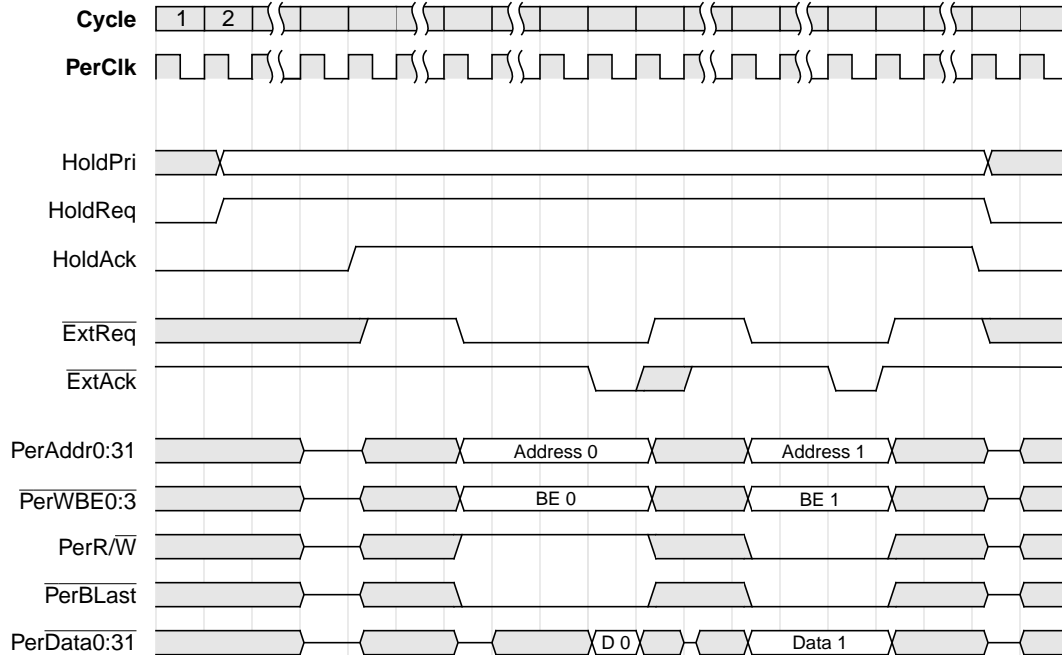 Cycle 1 2
PerClk
HoldPri
HoldReq
HoldAck
ExtReq
ExtAck
PerAddr0:31 Address 0 Address 1
PerWBE0:3 BE 0 BE 1
PerR/W
PerBLast
PerData0:31 D 0 Data 1